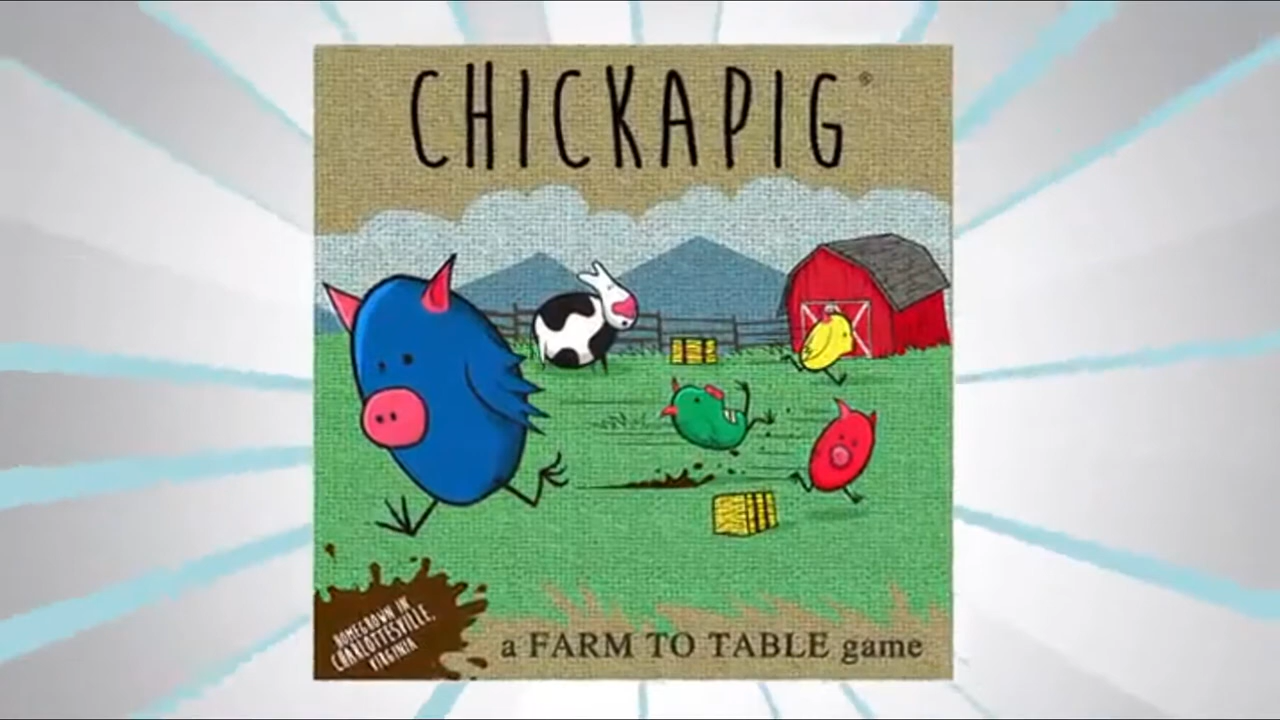 CHICKAPIG®
HOMEGROWN IN
CHARLOTTESVILLE,
VIRGINIA
a FARM TO TABLE game